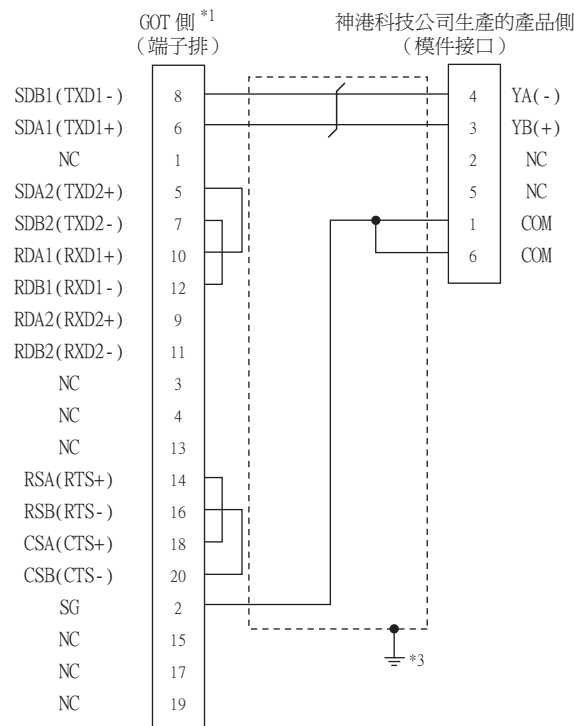 GOT 側 *1
(端子排)
神港科技公司生產的產品側
(模件接口)
SDB1(TXD1-) 8
SDA1(TXD1+) 6
NC 1
SDA2(TXD2+) 5
SDB2(TXD2-) 7
RDA1(RXD1+) 10
RDB1(RXD1-) 12
RDA2(RXD2+) 9
RDB2(RXD2-) 11
NC 3
NC 4
NC 13
RSA(RTS+) 14
RSB(RTS-) 16
CSA(CTS+) 18
CSB(CTS-) 20
SG 2
NC 15
NC 17
NC 19
4 YA(-)
3 YB(+)
2 NC
5 NC
1 COM
6 COM
*3